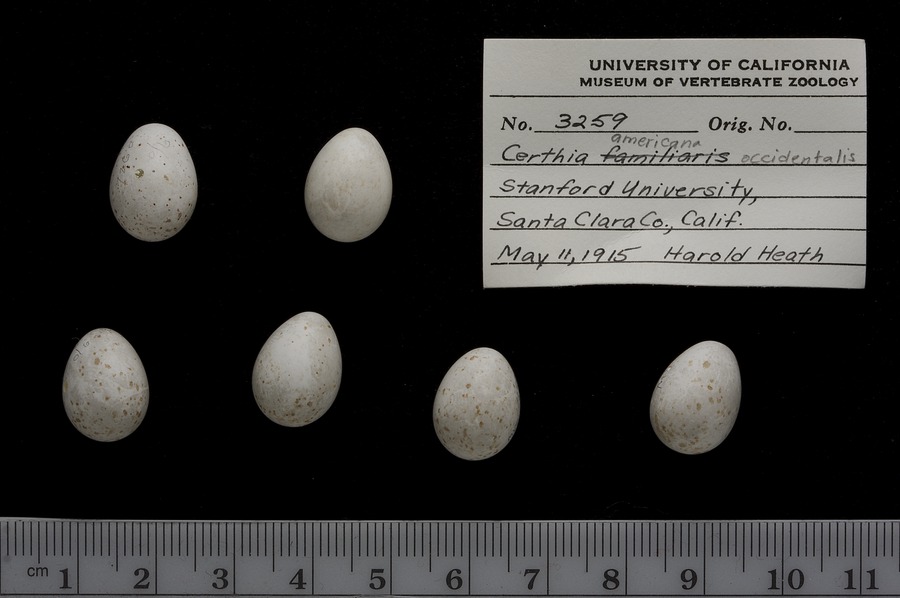 UNIVERSITY OF CALIFORNIA
MUSEUM OF VERTEBRATE ZOOLOGY
No. 3259 Orig. No.
americana
Certhia familiaris occidentalis
Stanford University,
Santa Clara Co., Calif.
May 11, 1915 Harold Heath
cm 1 2 3 4 5 6 7 8 9 10 11